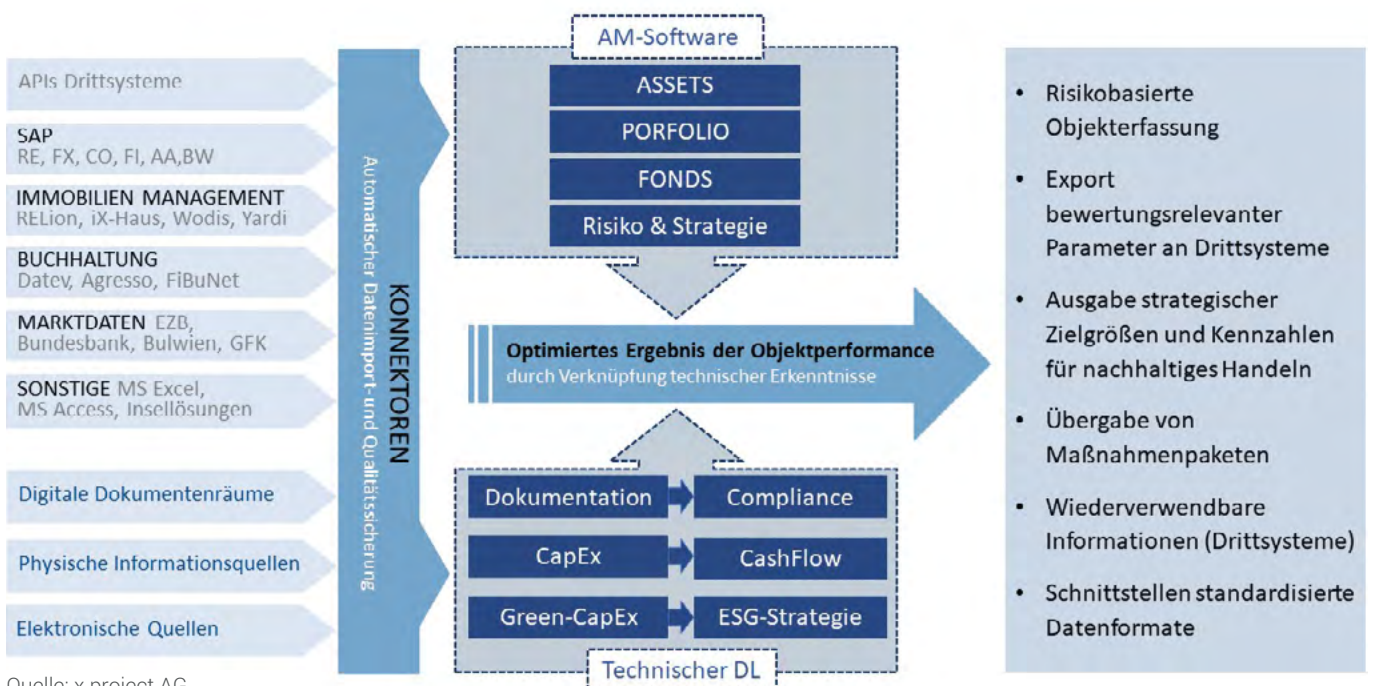 APIs Drittsysteme
SAP
RE, FX, CO, FI, AA,BW
IMMOBILIEN MANAGEMENT
RELion, iX-Haus, Wodis, Yardi
BUCHHALTUNG
Datev, Agresso, FiBuNet
MARKTDATEN EZB,
Bundesbank, Bulwien, GFK
SONSTIGE MS Excel,
MS Access, Insellösungen
Digitale Dokumentenräume
Physische Informationsquellen
Elektronische Quellen
KONNEKTOREN
Automatischer Datenimport- und Qualitätssicherung
AM-Software
ASSETS
PORFOLIO
FONDS
Risiko & Strategie
Optimiertes Ergebnis der Objektperformance
durch Verknüpfung technischer Erkenntnisse
Dokumentation
Compliance
CapEx
CashFlow
Green-CapEx
ESG-Strategie
Technischer DL
• Risikobasierte
Objekterfassung
• Export
bewertungsrelevanter
Parameter an Drittsysteme
• Ausgabe strategischer
Zielgrößen und Kennzahlen
für nachhaltiges Handeln
• Übergabe von
Maßnahmenpaketen
• Wiederverwendbare
Informationen (Drittsysteme)
• Schnittstellen standardisierte
Datenformate
Quelle: x project AG